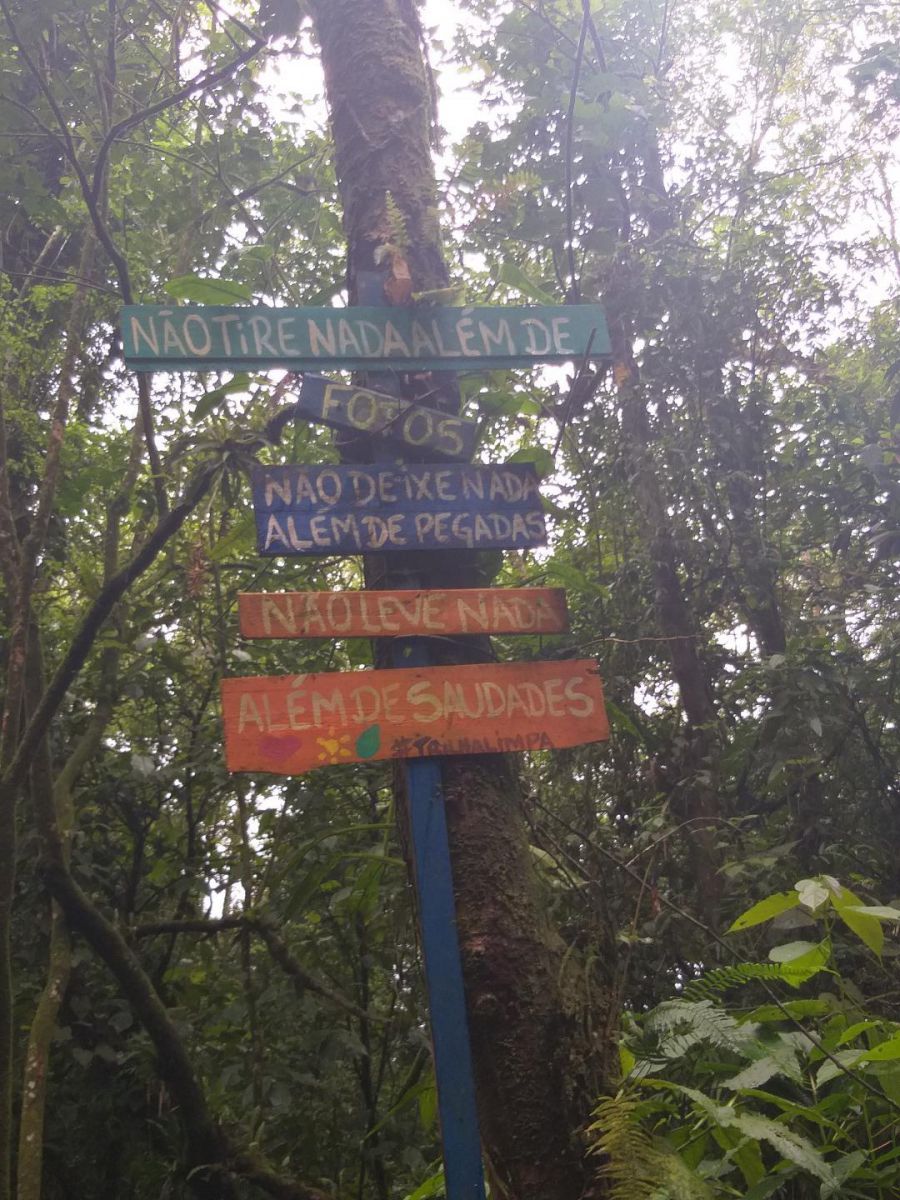 NÃO TIRE NADA ALÉM DE
FOTOS
NÃO DEIXE NADA
ALÉM DE PEGADAS
NÃO LEVE NADA
ALÉM DE SAUDADES
#TRILHALIMPA